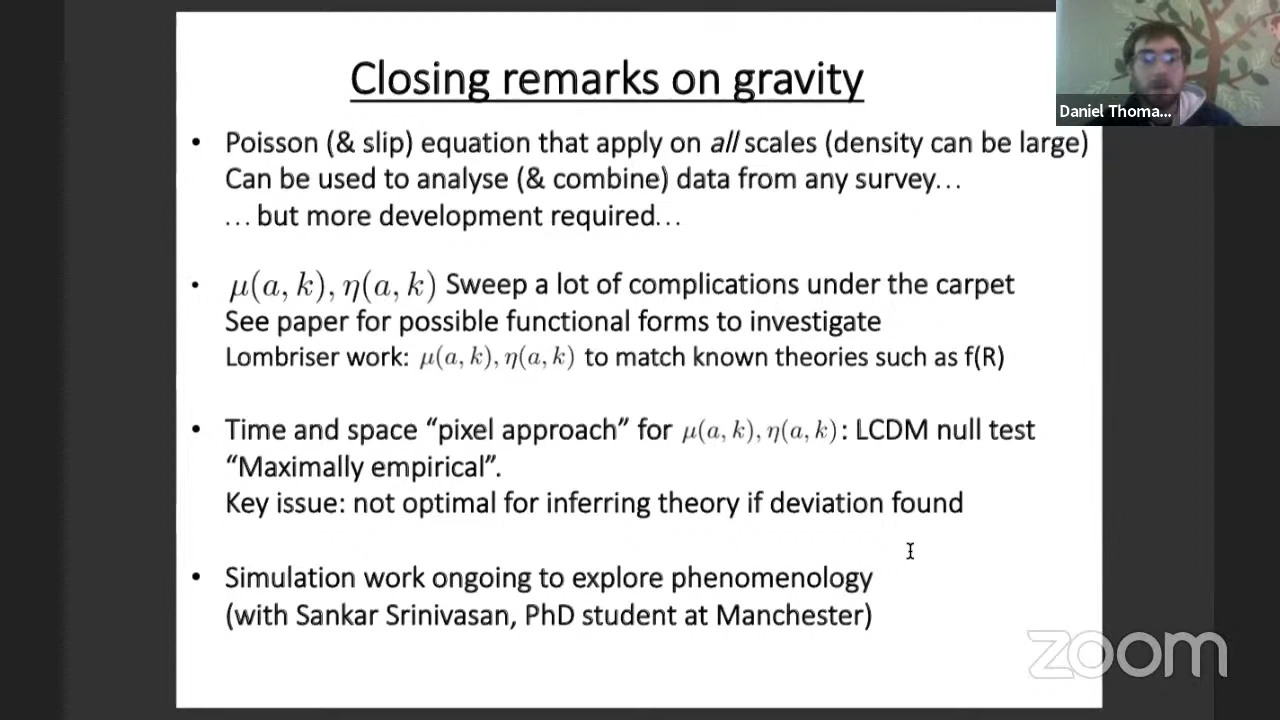 Closing remarks on gravity
Daniel Thoma...
• Poisson (& slip) equation that apply on all scales (density can be large)
Can be used to analyse (& combine) data from any survey…
…but more development required…
• μ(a, k), η(a, k) Sweep a lot of complications under the carpet
See paper for possible functional forms to investigate
Lombriser work: μ(a, k), η(a, k) to match known theories such as f(R)
• Time and space “pixel approach” for μ(a, k), η(a, k): LCDM null test
“Maximally empirical”.
Key issue: not optimal for inferring theory if deviation found
• Simulation work ongoing to explore phenomenology
(with Sankar Srinivasan, PhD student at Manchester)
zoom